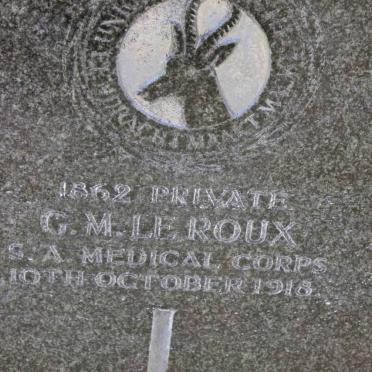 1862 PRIVATE
G. M. LE ROUX
S. A. MEDICAL CORPS
10TH OCTOBER 1918.